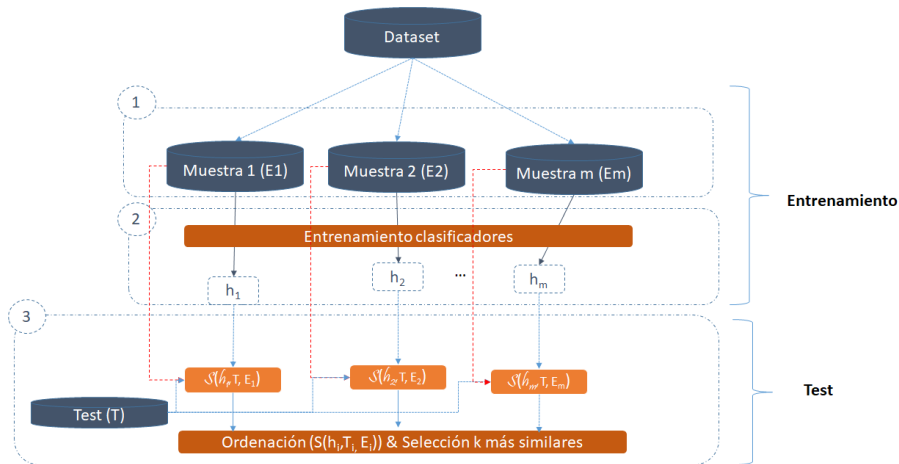 Dataset
1
Muestra 1 (E1)
Muestra 2 (E2)
Muestra m (Em)
Entrenamiento
2
Entrenamiento clasificadores
h1
h2
...
hm
3
S(h1,T, E1)
S(h2,T, E2)
S(hm,T, Em)
Test
Test (T)
Ordenación (S(hi,Ti, Ei)) & Selección k más similares